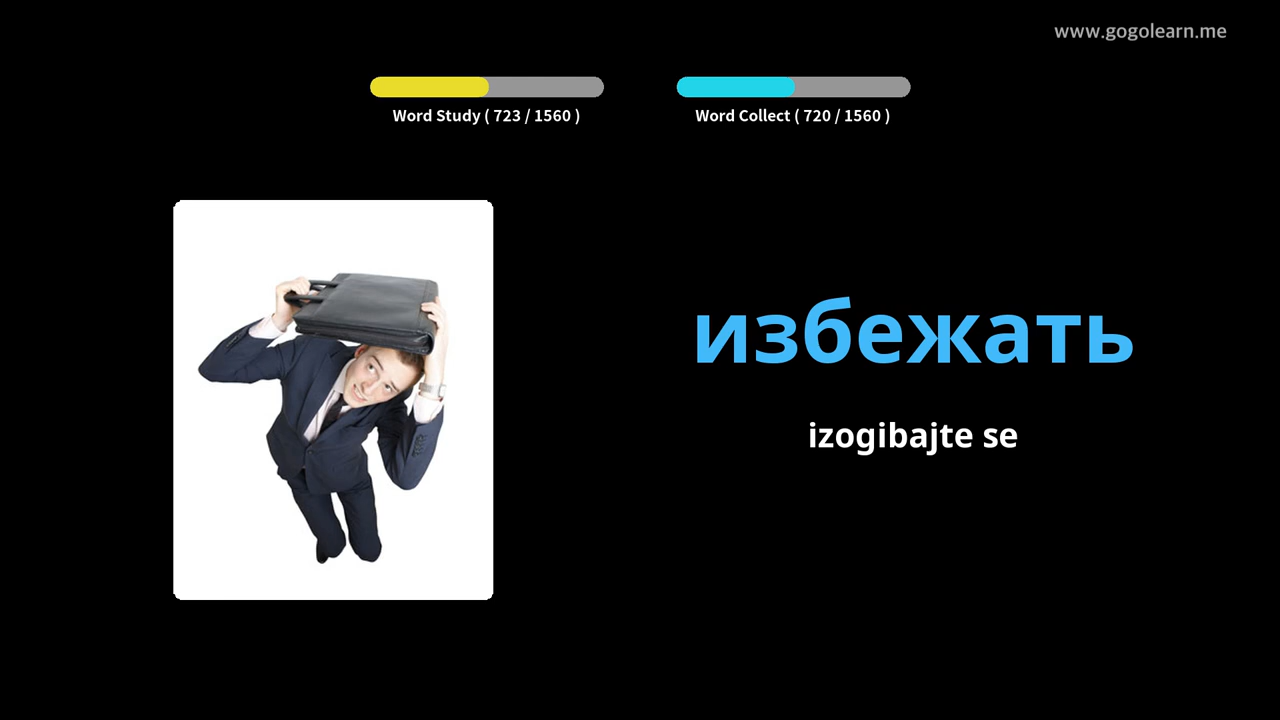 www.gogolearn.me
Word Study ( 723 / 1560 )
Word Collect ( 720 / 1560 )
избежать
izogibajte se